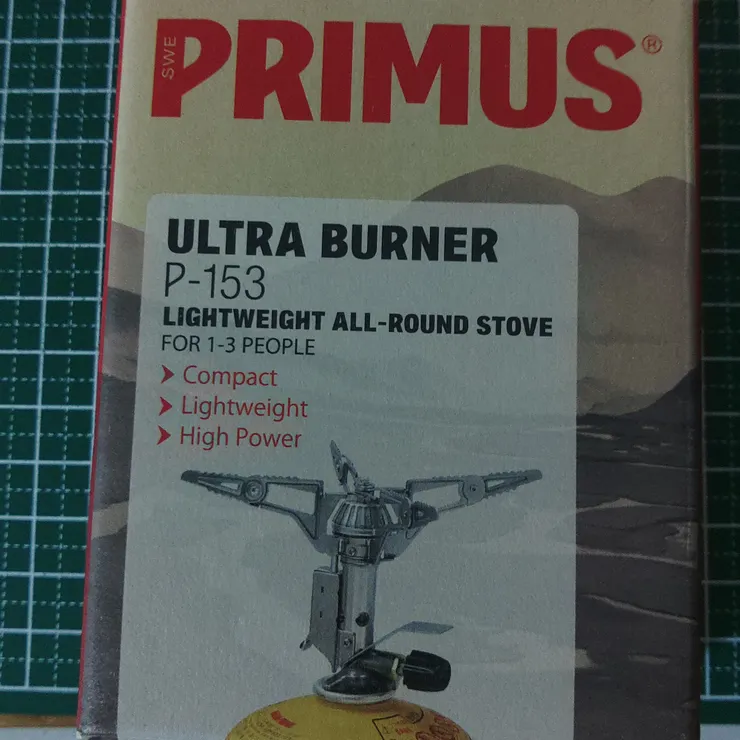 SWE
PRIMUS®
ULTRA BURNER
P-153
LIGHTWEIGHT ALL-ROUND STOVE
FOR 1-3 PEOPLE
Compact
Lightweight
High Power